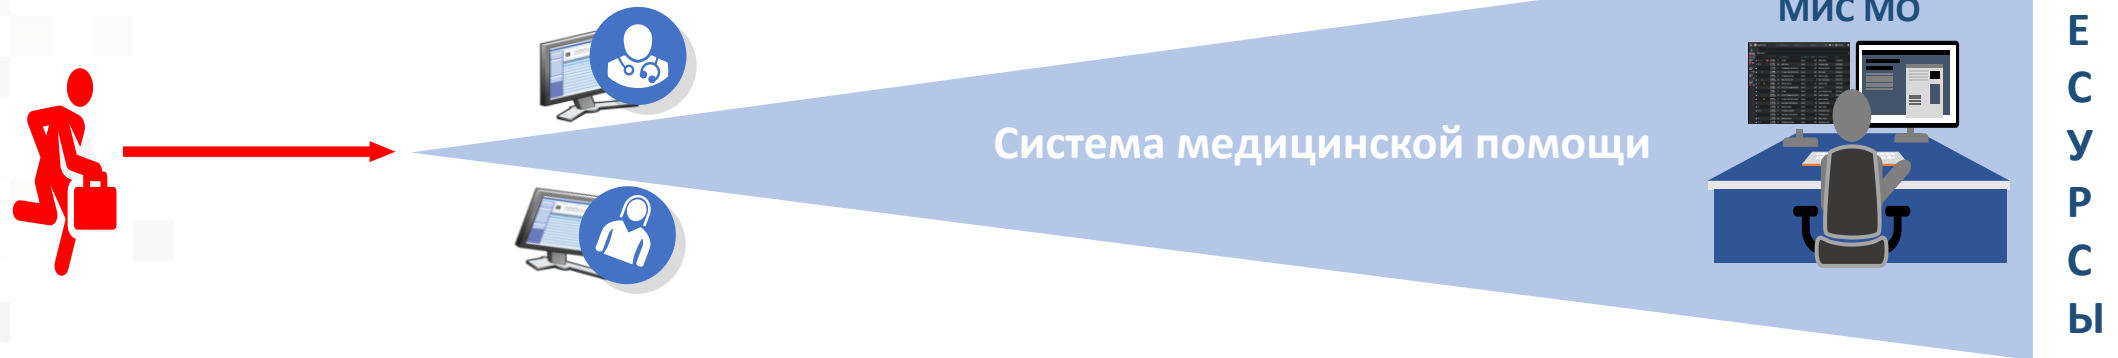 МИС МО
Система медицинской помощи
Е
С
У
Р
С
Ы